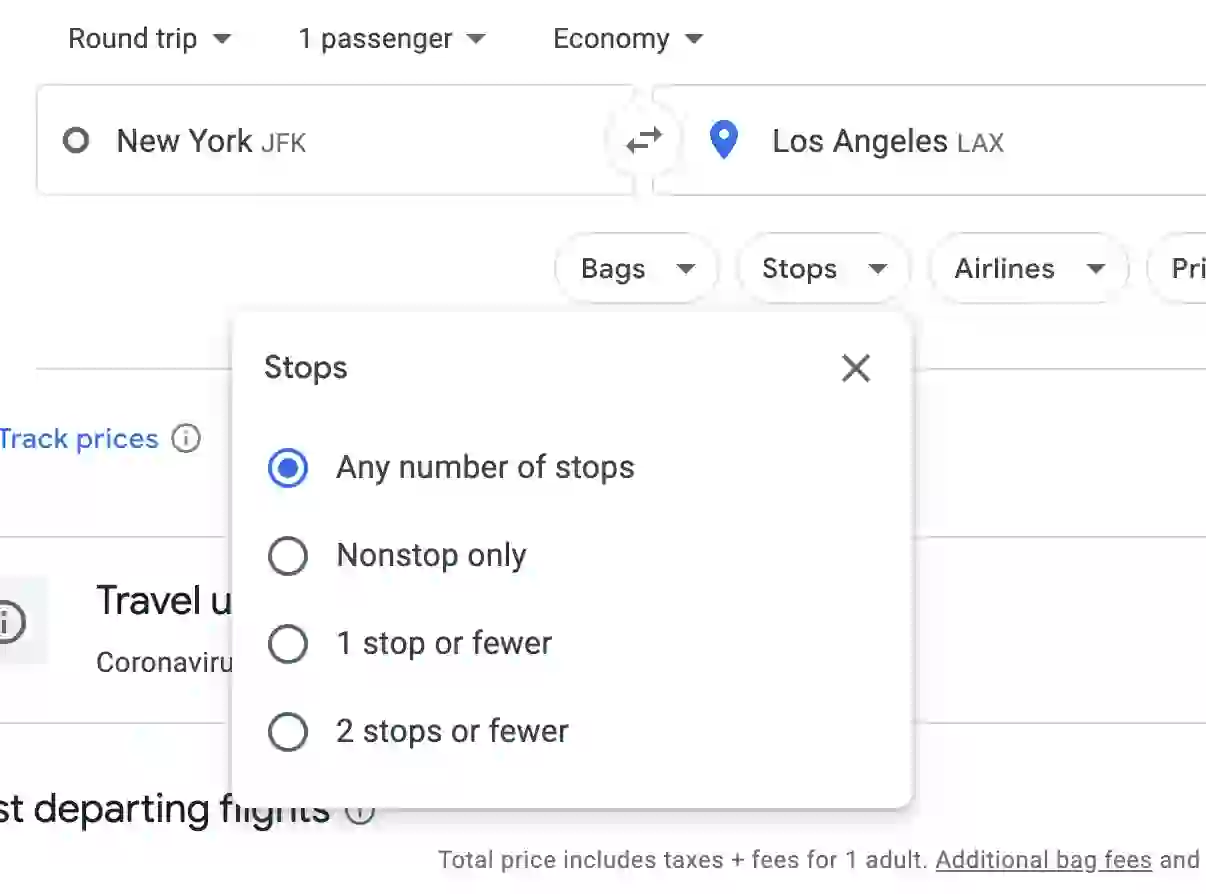 Round trip 1 passenger Economy
New York JFK Los Angeles LAX
Bags Stops Airlines Pri
Stops
Track prices
Any number of stops
Nonstop only
Travel u
Coronaviru
1 stop or fewer
2 stops or fewer
st departing flights
Total price includes taxes + fees for 1 adult. Additional bag fees and